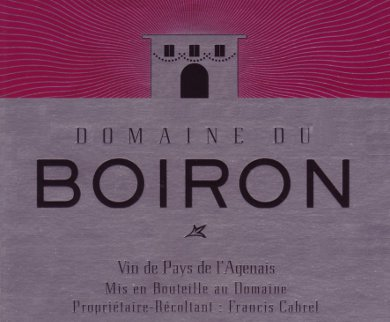 DOMAINE DU
BOIRON
Vin de Pays de l'Agenais
Mis en Bouteille au Domaine
Propriétaire-Récoltant : Francis Cabrel